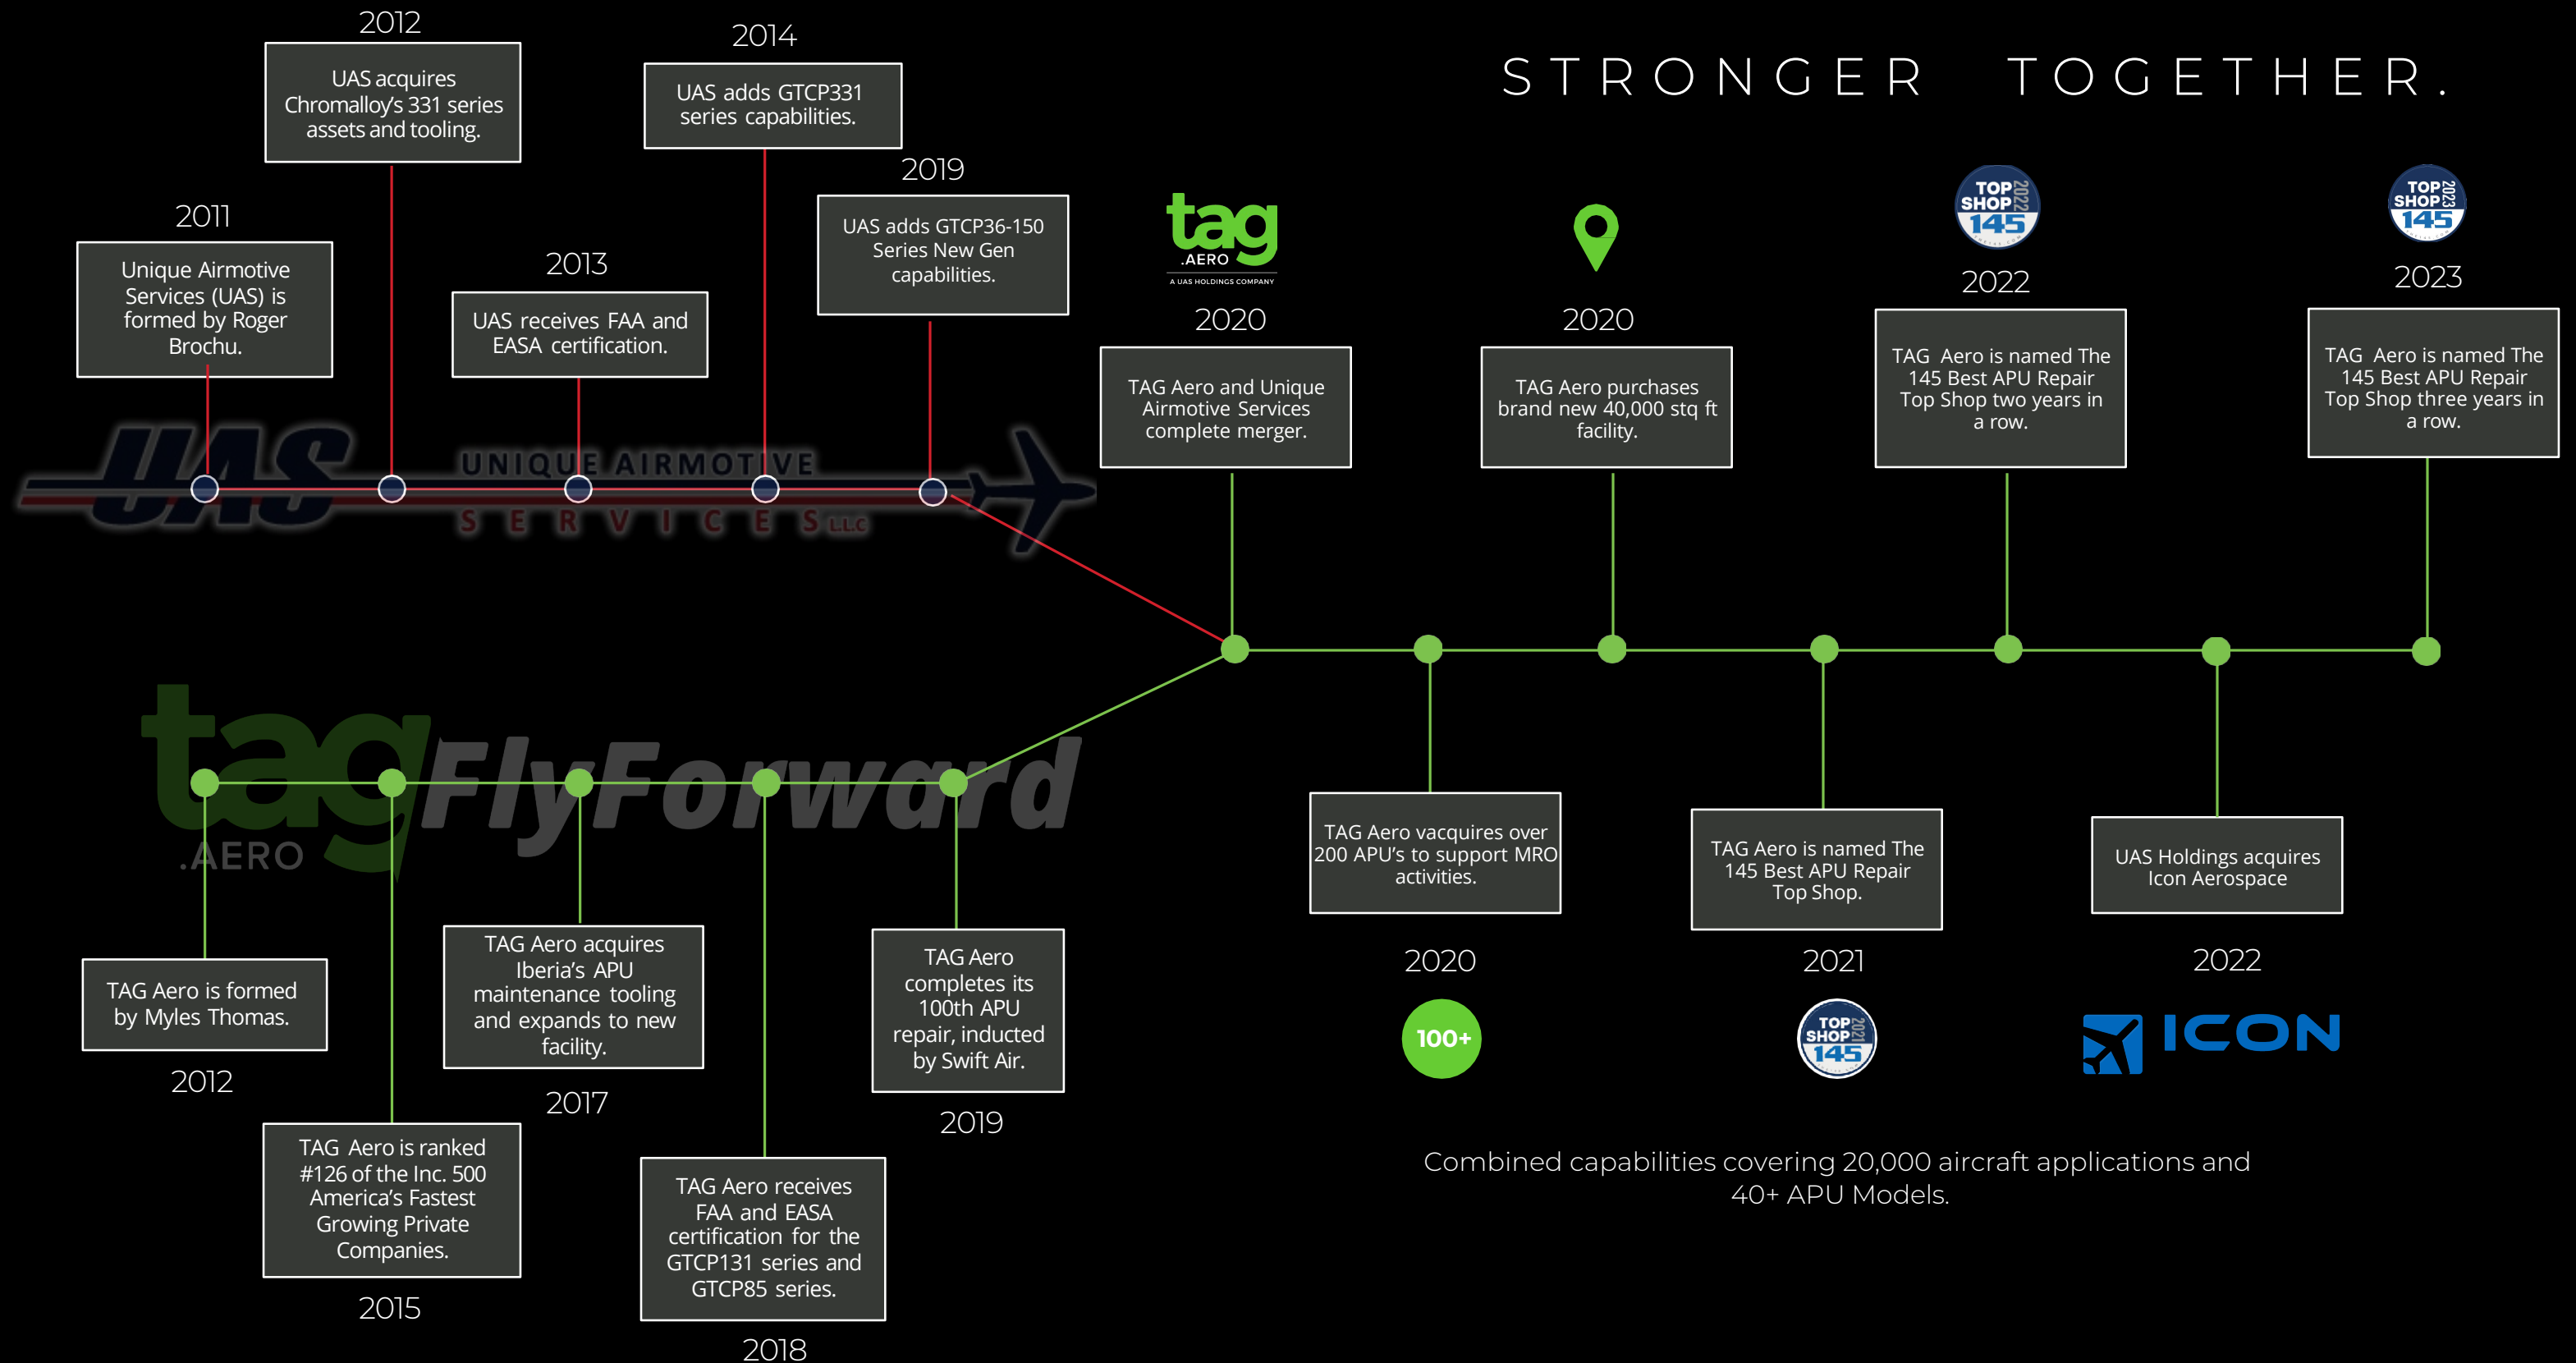 STRONGER TOGETHER.
2011
Unique Airmotive
Services (UAS) is
formed by Roger
Brochu.
2012
UAS acquires
Chromalloy’s 331 series
assets and tooling.
2013
UAS receives FAA and
EASA certification.
2014
UAS adds GTCP331
series capabilities.
2019
UAS adds GTCP36-150
Series New Gen
capabilities.
UAS
UNIQUE AIRMOTIVE
SERVICES LLC
tag
.AERO
FlyForward
TAG Aero is formed
by Myles Thomas.
2012
TAG Aero is ranked
#126 of the Inc. 500
America’s Fastest
Growing Private
Companies.
2015
TAG Aero acquires
Iberia’s APU
maintenance tooling
and expands to new
facility.
2017
TAG Aero receives
FAA and EASA
certification for the
GTCP131 series and
GTCP85 series.
2018
TAG Aero
completes its
100th APU
repair, inducted
by Swift Air.
2019
tag
.AERO
A UAS HOLDINGS COMPANY
2020
TAG Aero and Unique
Airmotive Services
complete merger.
TAG Aero vacquires over
200 APU’s to support MRO
activities.
2020
100+
2020
TAG Aero purchases
brand new 40,000 stq ft
facility.
TAG Aero is named The
145 Best APU Repair
Top Shop.
2021
TOP
SHOP 2021
145
TOP
SHOP 2022
145
2022
TAG Aero is named The
145 Best APU Repair
Top Shop two years in
a row.
UAS Holdings acquires
Icon Aerospace
2022
ICON
TOP
SHOP 2023
145
2023
TAG Aero is named The
145 Best APU Repair
Top Shop three years in
a row.
Combined capabilities covering 20,000 aircraft applications and
40+ APU Models.